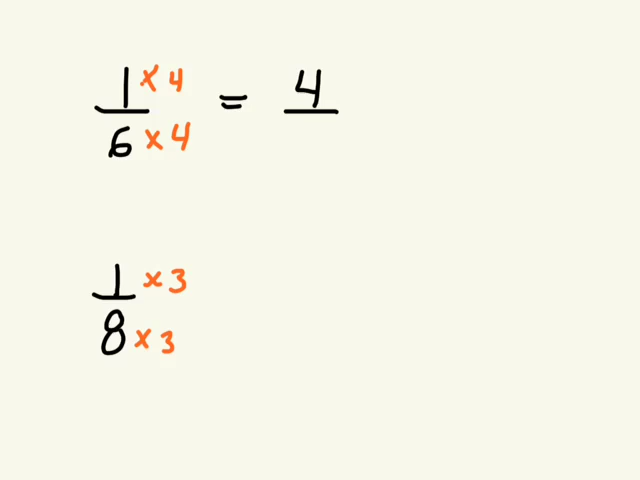 1 × 4 = 4
6 × 4
1 × 3
8 × 3